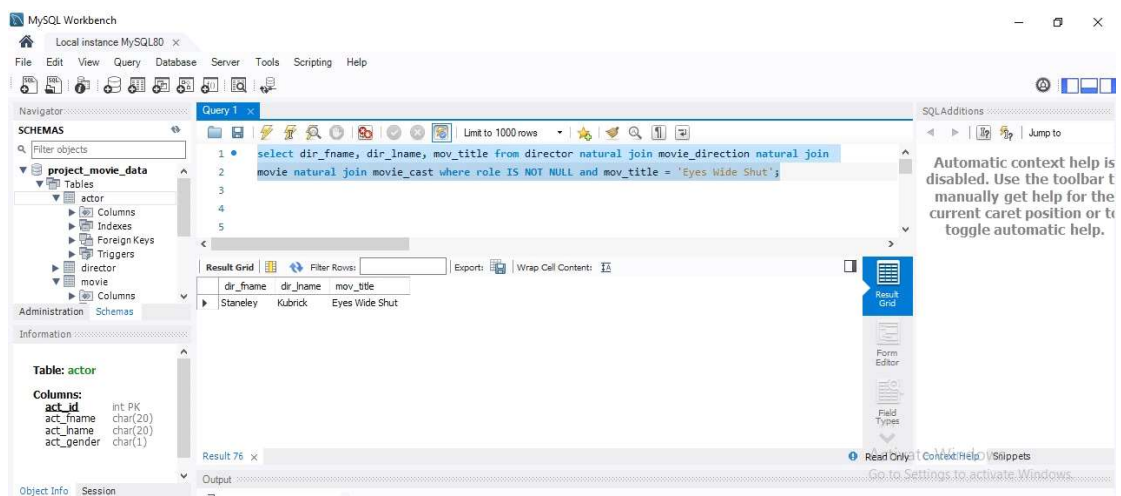 MySQL Workbench
Local instance MySQL80 ×
File Edit View Query Database Server Tools Scripting Help
Navigator
SCHEMAS
Filter objects
project_movie_data
Tables
actor
Columns
Indexes
Foreign Keys
Triggers
director
movie
Columns
Administration Schemas
Information
Table: actor
Columns:
act_id int PK
act_fname char(20)
act_lname char(20)
act_gender char(1)
Object Info Session
Query 1 ×
Limit to 1000 rows
1 select dir_fname, dir_lname, mov_title from director natural join movie_direction natural join
2 movie natural join movie_cast where role IS NOT NULL and mov_title = 'Eyes Wide Shut';
3
4
5
Result Grid Filter Rows: Export: Wrap Cell Content:
dir_fname dir_lname mov_title
Staneley Kubrick Eyes Wide Shut
Result Grid
Form Editor
Field Types
Result 76 ×
Read Only
Output
SQLAdditions
Jump to
Automatic context help is
disabled. Use the toolbar t
manually get help for the
current caret position or to
toggle automatic help.
Context Help Snippets
Activate Windows
Go to Settings to activate Windows.